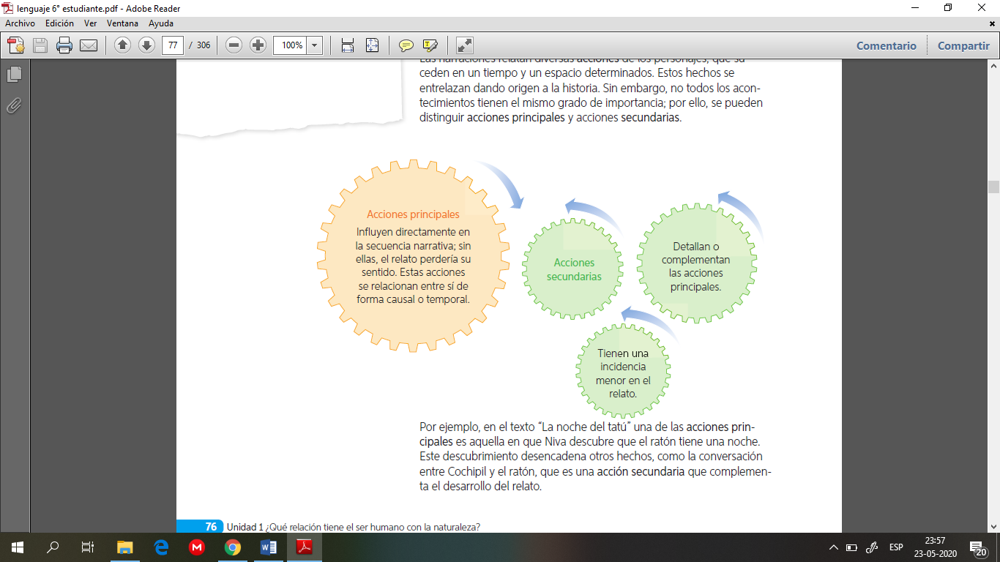 lenguaje 6° estudiante.pdf - Adobe Reader
Archivo Edición Ver Ventana Ayuda
77 / 306 100% Comentario Compartir
Las narraciones relatan diversas acciones de los personajes, que su-
ceden en un tiempo y un espacio determinados. Estos hechos se
entrelazan dando origen a la historia. Sin embargo, no todos los acon-
tecimientos tienen el mismo grado de importancia; por ello, se pueden
distinguir acciones principales y acciones secundarias.
Acciones principales
Influyen directamente en
la secuencia narrativa; sin
ellas, el relato perdería su
sentido. Estas acciones
se relacionan entre sí de
forma causal o temporal.
Acciones
secundarias
Detallan o
complementan
las acciones
principales.
Tienen una
incidencia
menor en el
relato.
Por ejemplo, en el texto “La noche del tatú” una de las acciones prin-
cipales es aquella en que Niva descubre que el ratón tiene una noche.
Este descubrimiento desencadena otros hechos, como la conversación
entre Cochipil y el ratón, que es una acción secundaria que complemen-
ta el desarrollo del relato.
76 Unidad 1 ¿Qué relación tiene el ser humano con la naturaleza?
ESP
23:57
23-05-2020
20